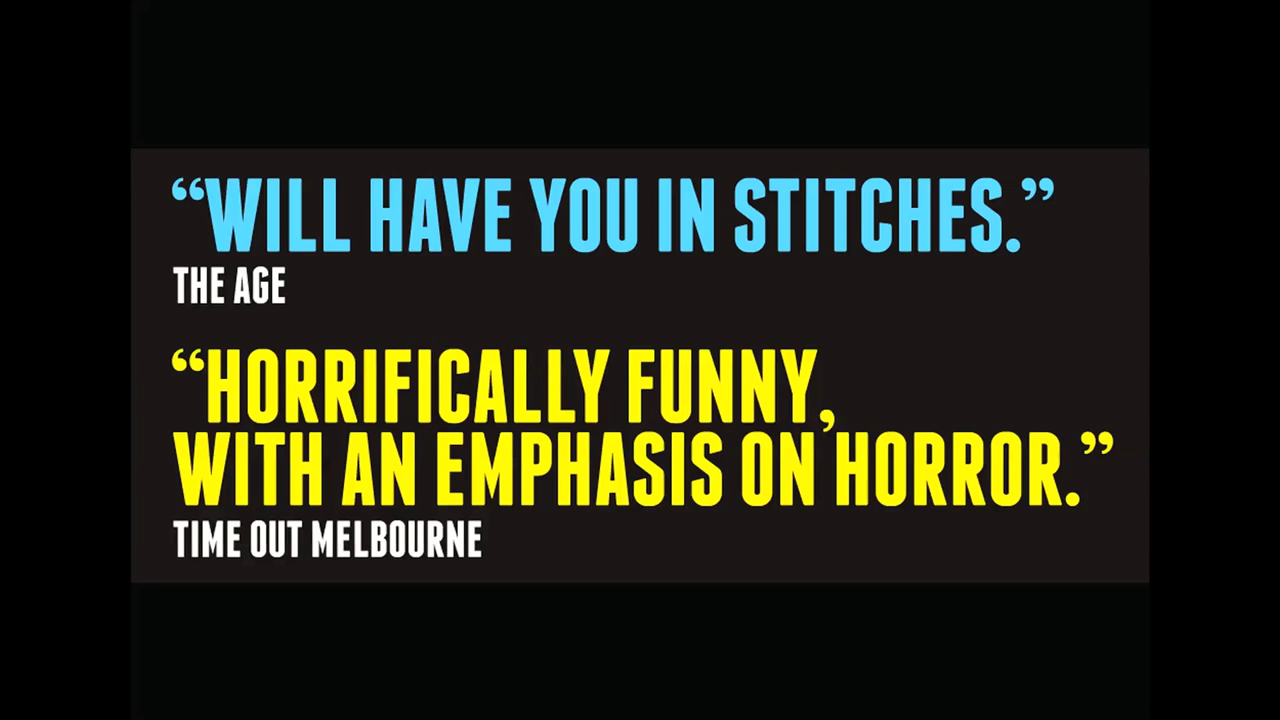 “WILL HAVE YOU IN STITCHES.”
THE AGE
“HORRIFICALLY FUNNY,
WITH AN EMPHASIS ON HORROR.”
TIME OUT MELBOURNE